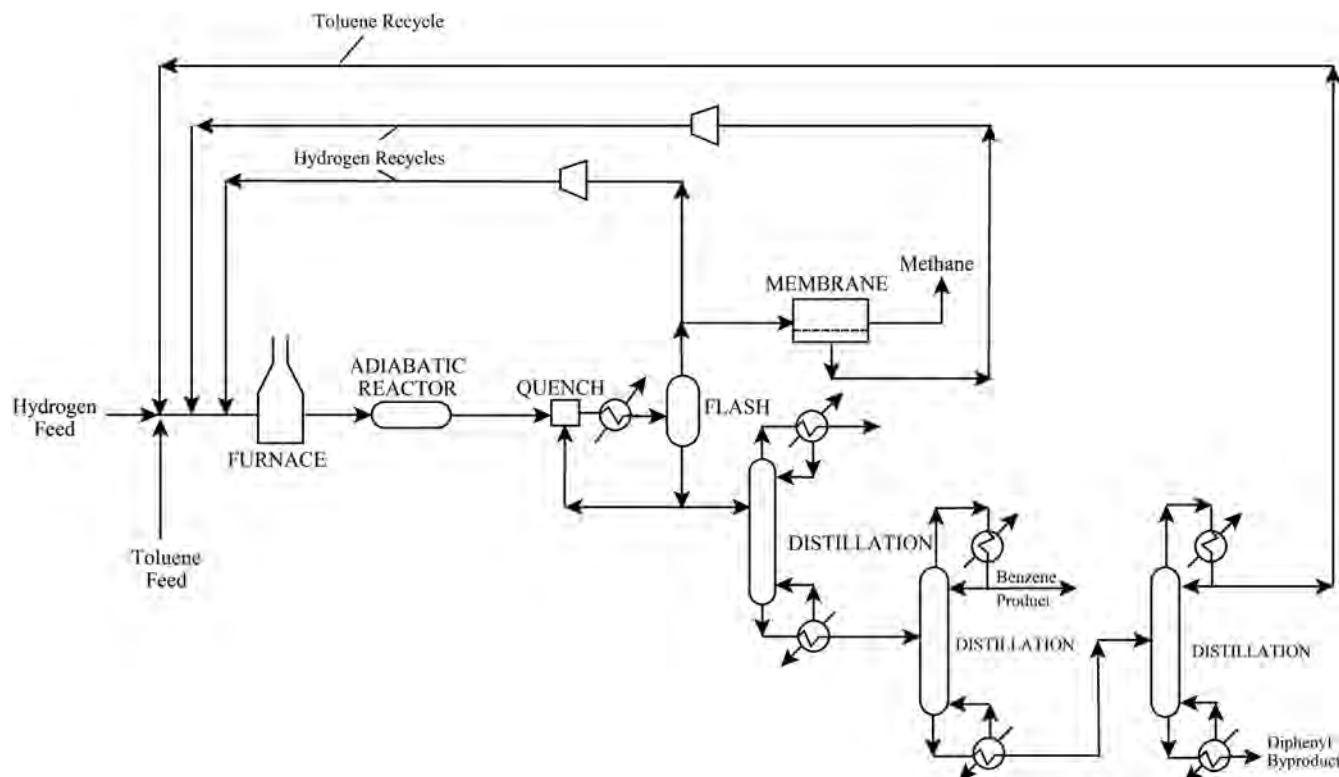 Toluene Recycle
Hydrogen Recycles
Methane
MEMBRANE
ADIABATIC
REACTOR
QUENCH
FLASH
Hydrogen
Feed
FURNACE
DISTILLATION
Toluene
Feed
Benzene
Product
DISTILLATION
DISTILLATION
Diphenyl
Byproduct